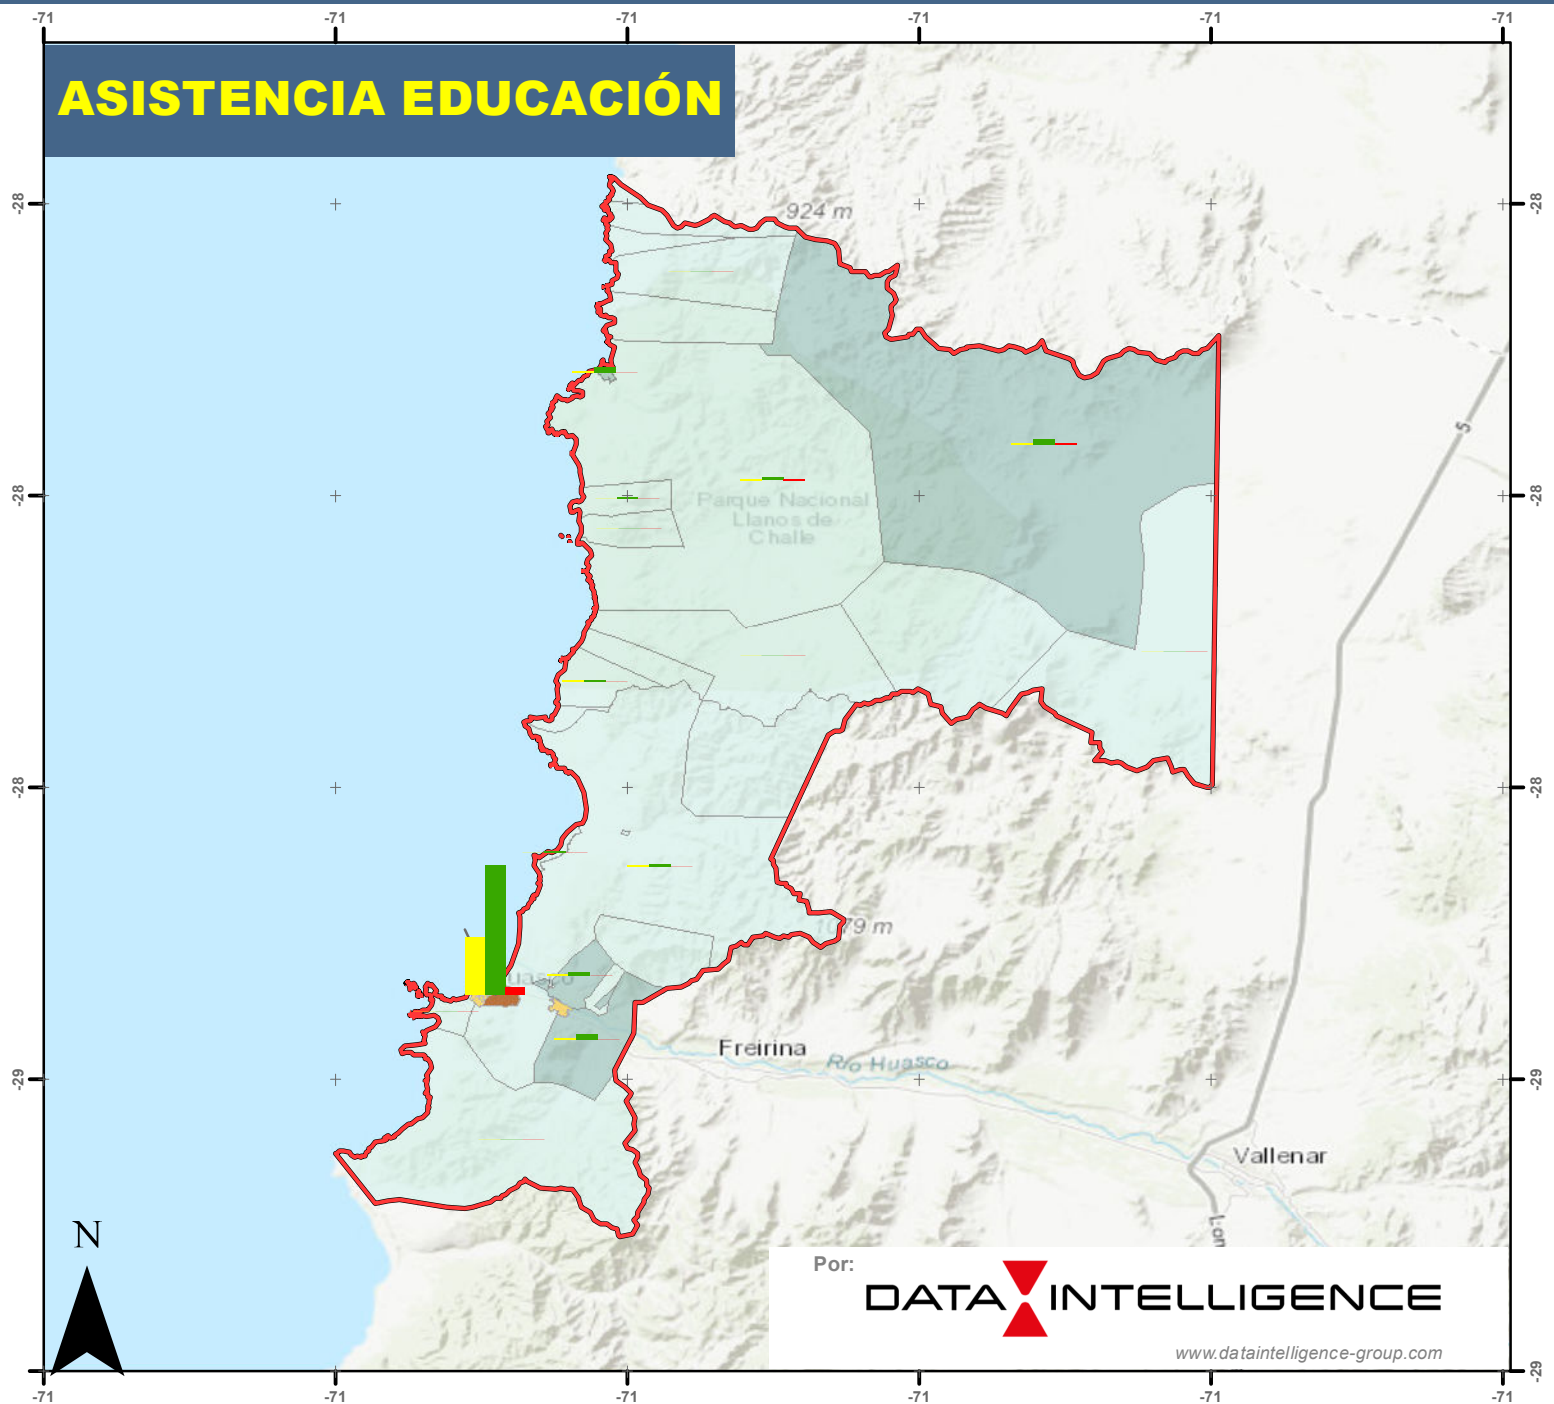 -71 -71 -71 -71 -71 -71
ASISTENCIA EDUCACIÓN
924 m
-28 -28
5
-28 -28
Parque Nacional
Llanos de
Challe
-28 -28
1079 m
Huasco
Freirina
Río Huasco
-29 -29
Vallenar
N
Por:
DATA INTELLIGENCE
www.dataintelligence-group.com
-29
-71 -71 -71 -71 -71 -71